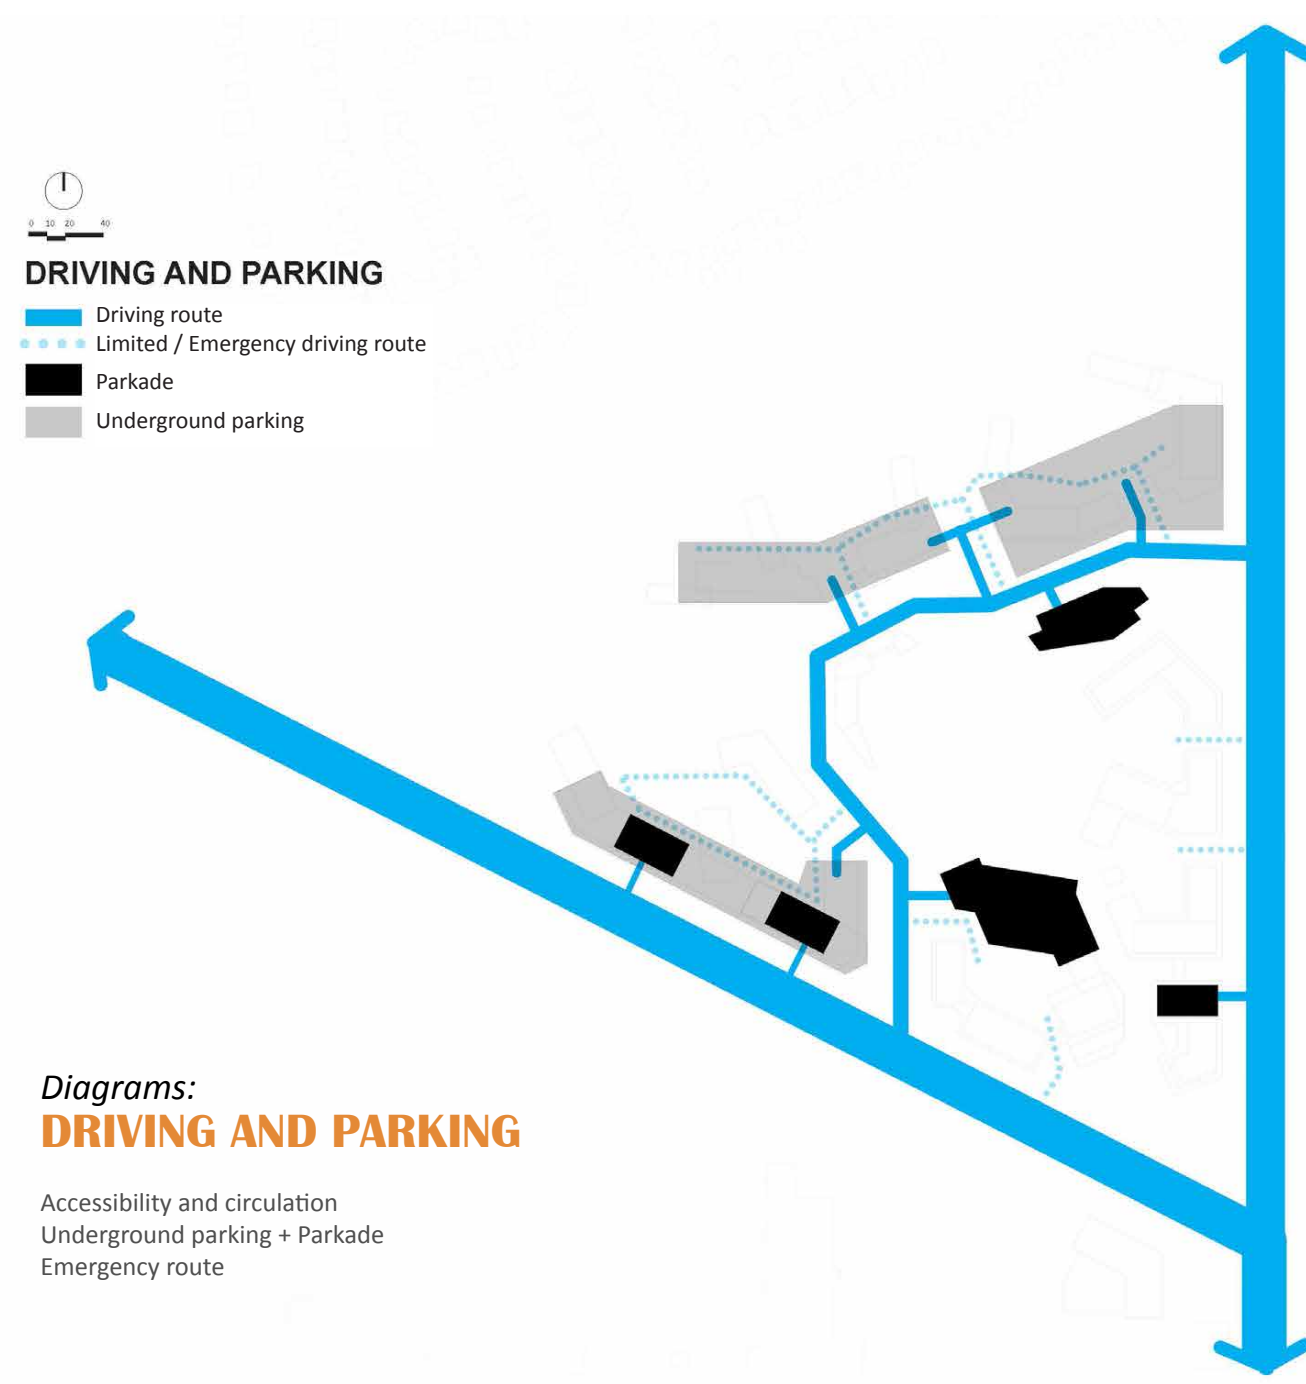 0 10 20 40
DRIVING AND PARKING
Driving route
Limited / Emergency driving route
Parkade
Underground parking
Diagrams:
DRIVING AND PARKING
Accessibility and circulation
Underground parking + Parkade
Emergency route